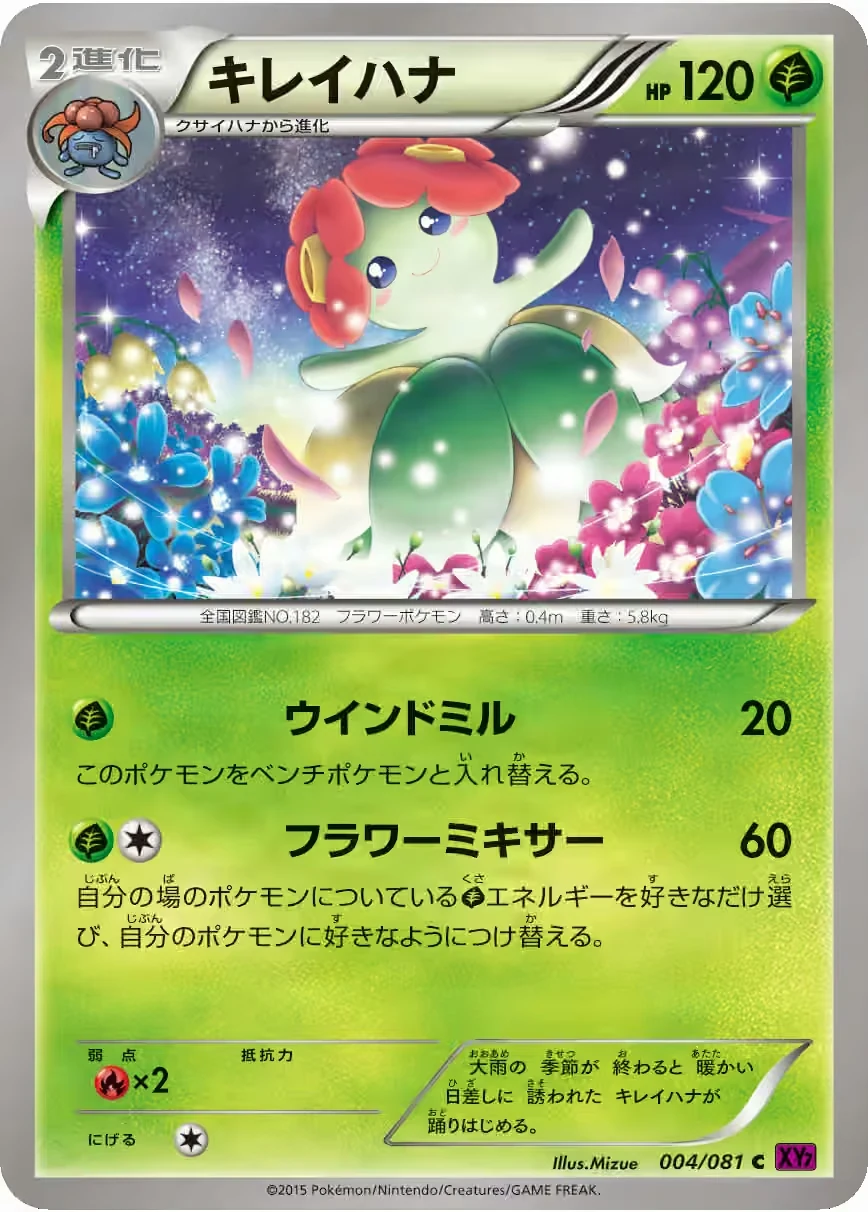 2進化
キレイハナ
HP 120
クサイハナから進化
全国図鑑NO.182 フラワーポケモン 高さ:0.4m 重さ:5.8kg
ウインドミル 20
このポケモンをベンチポケモンと入れ替える。
フラワーミキサー 60
自分の場のポケモンについているエネルギーを好きなだけ選
び、自分のポケモンに好きなようにつけ替える。
弱点 抵抗力
×2
にげる
大雨の 季節が 終わると 暖かい
日差しに 誘われた キレイハナが
踊りはじめる。
Illus.Mizue 004/081 C XY7
©2015 Pokémon/Nintendo/Creatures/GAME FREAK.